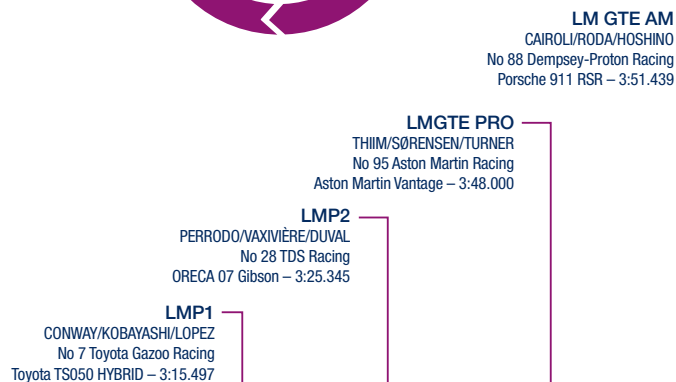 LM GTE AM
CAIROLI/RODA/HOSHINO
No 88 Dempsey-Proton Racing
Porsche 911 RSR – 3:51.439
LMGTE PRO
THIIM/SØRENSEN/TURNER
No 95 Aston Martin Racing
Aston Martin Vantage – 3:48.000
LMP2
PERRODO/VAXIVIÈRE/DUVAL
No 28 TDS Racing
ORECA 07 Gibson – 3:25.345
LMP1
CONWAY/KOBAYASHI/LOPEZ
No 7 Toyota Gazoo Racing
Toyota TS050 HYBRID – 3:15.497